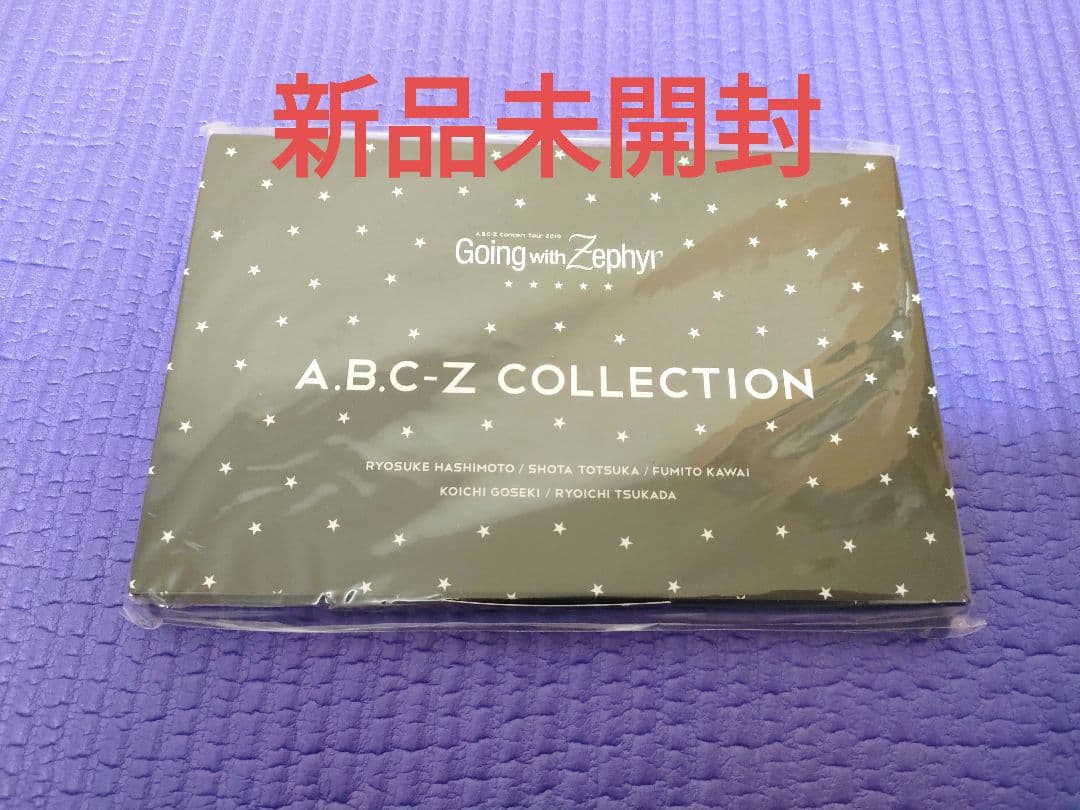 新品未開封
A.B.C-Z Concert Tour 2019
Going with Zephyr
A.B.C-Z COLLECTION
RYOSUKE HASHIMOTO / SHOTA TOTSUKA / FUMITO KAWAI
KOICHI GOSEKI / RYOICHI TSUKADA